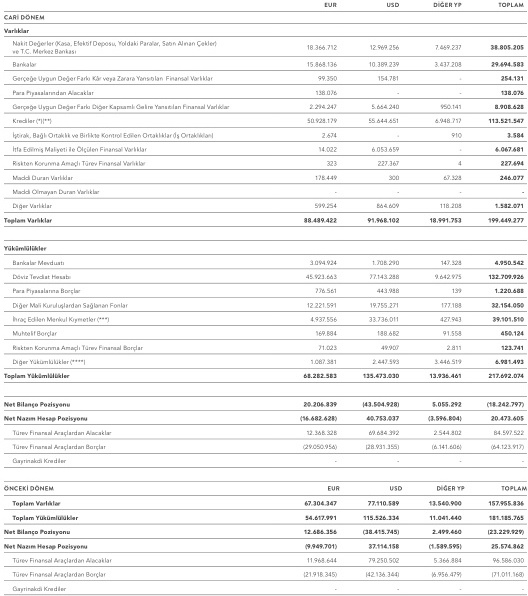 EUR USD DİĞER YP TOPLAM
CARİ DÖNEM
Varlıklar
Nakit Değerler (Kasa, Efektif Deposu, Yoldaki Paralar, Satın Alınan Çekler)
ve T.C. Merkez Bankası 18.366.712 12.969.256 7.469.237 38.805.205
Bankalar 15.868.136 10.389.239 3.437.208 29.694.583
Gerçeğe Uygun Değer Farkı Kâr veya Zarara Yansıtılan Finansal Varlıklar 99.350 154.781 - 254.131
Para Piyasalarından Alacaklar 138.076 - - 138.076
Gerçeğe Uygun Değer Farkı Diğer Kapsamlı Gelire Yansıtılan Finansal Varlıklar 2.294.247 5.664.240 950.141 8.908.628
Krediler (*)(**) 50.928.179 55.644.651 6.948.717 113.521.547
İştirak, Bağlı Ortaklık ve Birlikte Kontrol Edilen Ortaklıklar (İş Ortaklıkları) 2.674 - 910 3.584
İtfa Edilmiş Maliyeti ile Ölçülen Finansal Varlıklar 14.022 6.053.659 - 6.067.681
Riskten Korunma Amaçlı Türev Finansal Varlıklar 323 227.367 4 227.694
Maddi Duran Varlıklar 178.449 300 67.328 246.077
Maddi Olmayan Duran Varlıklar - - - -
Diğer Varlıklar 599.254 864.609 118.208 1.582.071
Toplam Varlıklar 88.489.422 91.968.102 18.991.753 199.449.277
Yükümlülükler
Bankalar Mevduatı 3.094.924 1.708.290 147.328 4.950.542
Döviz Tevdiat Hesabı 45.923.663 77.143.288 9.642.975 132.709.926
Para Piyasalarına Borçlar 776.561 443.988 139 1.220.688
Diğer Mali Kuruluşlardan Sağlanan Fonlar 12.221.591 19.755.271 177.188 32.154.050
İhraç Edilen Menkul Kıymetler (***) 4.937.556 33.736.011 427.943 39.101.510
Muhtelif Borçlar 169.884 188.682 91.558 450.124
Riskten Korunma Amaçlı Türev Finansal Borçlar 71.023 49.907 2.811 123.741
Diğer Yükümlülükler (****) 1.087.381 2.447.593 3.446.519 6.981.493
Toplam Yükümlülükler 68.282.583 135.473.030 13.936.461 217.692.074
Net Bilanço Pozisyonu 20.206.839 (43.504.928) 5.055.292 (18.242.797)
Net Nazım Hesap Pozisyonu (16.682.628) 40.753.037 (3.596.804) 20.473.605
Türev Finansal Araçlardan Alacaklar 12.368.328 69.684.392 2.544.802 84.597.522
Türev Finansal Araçlardan Borçlar (29.050.956) (28.931.355) (6.141.606) (64.123.917)
Gayrinakdi Krediler - - - -
ÖNCEKİ DÖNEM EUR USD DİĞER YP TOPLAM
Toplam Varlıklar 67.304.347 77.110.589 13.540.900 157.955.836
Toplam Yükümlülükler 54.617.991 115.526.334 11.041.440 181.185.765
Net Bilanço Pozisyonu 12.686.356 (38.415.745) 2.499.460 (23.229.929)
Net Nazım Hesap Pozisyonu (9.949.701) 37.114.158 (1.589.595) 25.574.862
Türev Finansal Araçlardan Alacaklar 11.968.644 79.250.502 5.366.884 96.586.030
Türev Finansal Araçlardan Borçlar (21.918.345) (42.136.344) (6.956.479) (71.011.168)
Gayrinakdi Krediler - - - -